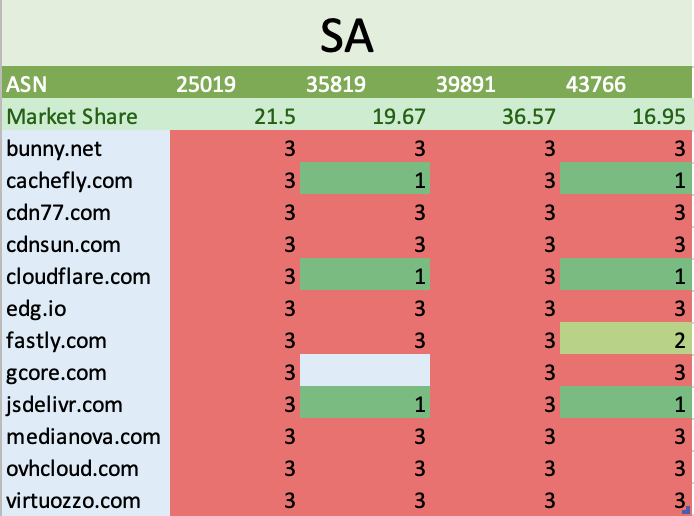 SA
ASN 25019 35819 39891 43766
Market Share 21.5 19.67 36.57 16.95
bunny.net 3 3 3 3
cachefly.com 3 1 3 1
cdn77.com 3 3 3 3
cdnsun.com 3 3 3 3
cloudflare.com 3 1 3 1
edg.io 3 3 3 3
fastly.com 3 3 3 2
gcore.com 3 3 3
jsdelivr.com 3 1 3 1
medianova.com 3 3 3 3
ovhcloud.com 3 3 3 3
virtuozzo.com 3 3 3 3